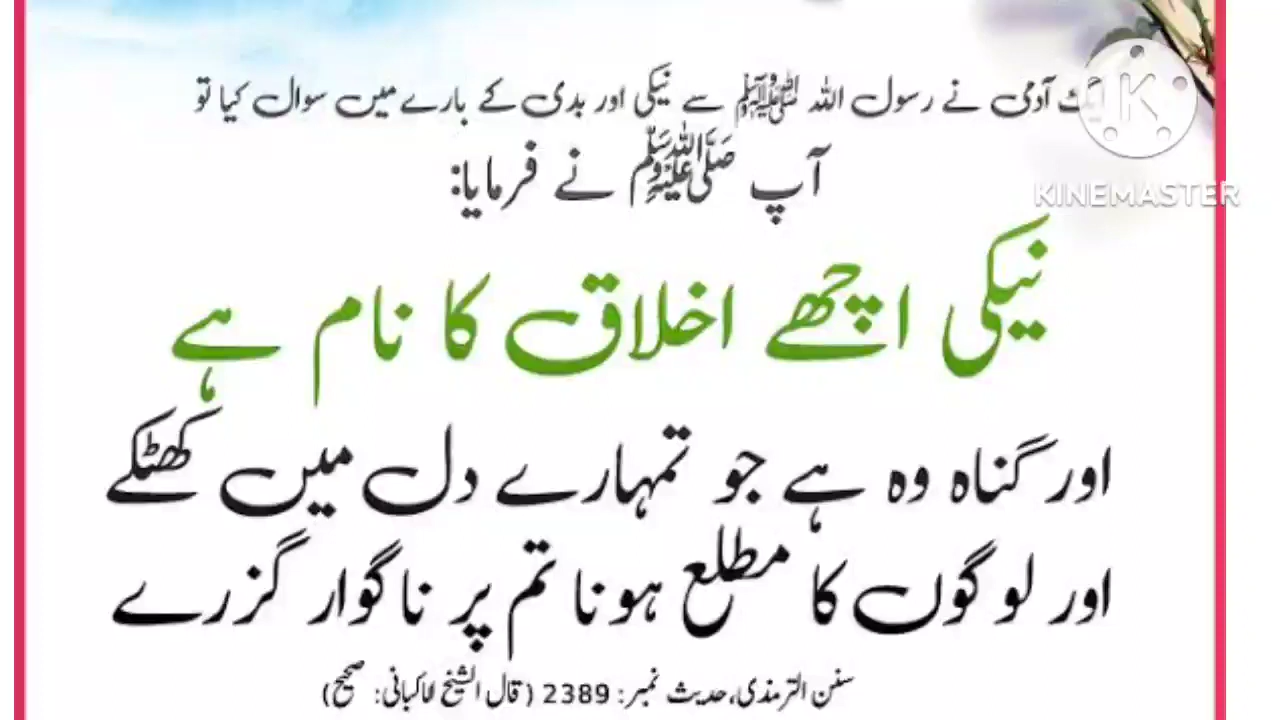 ایک آدمی نے رسول اللہ ﷺ سے نیکی اور بدی کے بارے میں سوال کیا تو
آپ ﷺ نے فرمایا:
KINEMASTER
نیکی اچھے اخلاق کا نام ہے
اور گناہ وہ ہے جو تمہارے دل میں کھٹکے
اور لوگوں کا مطلع ہونا تم پر ناگوار گزرے
سنن الترمذی، حدیث نمبر: 2389 (قال الشیخ لالبانی: صحیح)